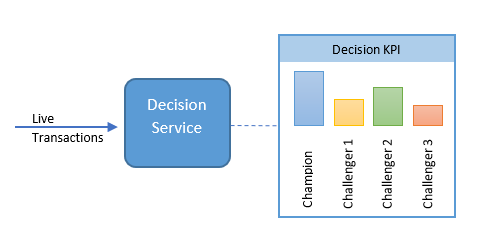 Live
Transactions
Decision
Service
Decision KPI
Champion
Challenger 1
Challenger 2
Challenger 3